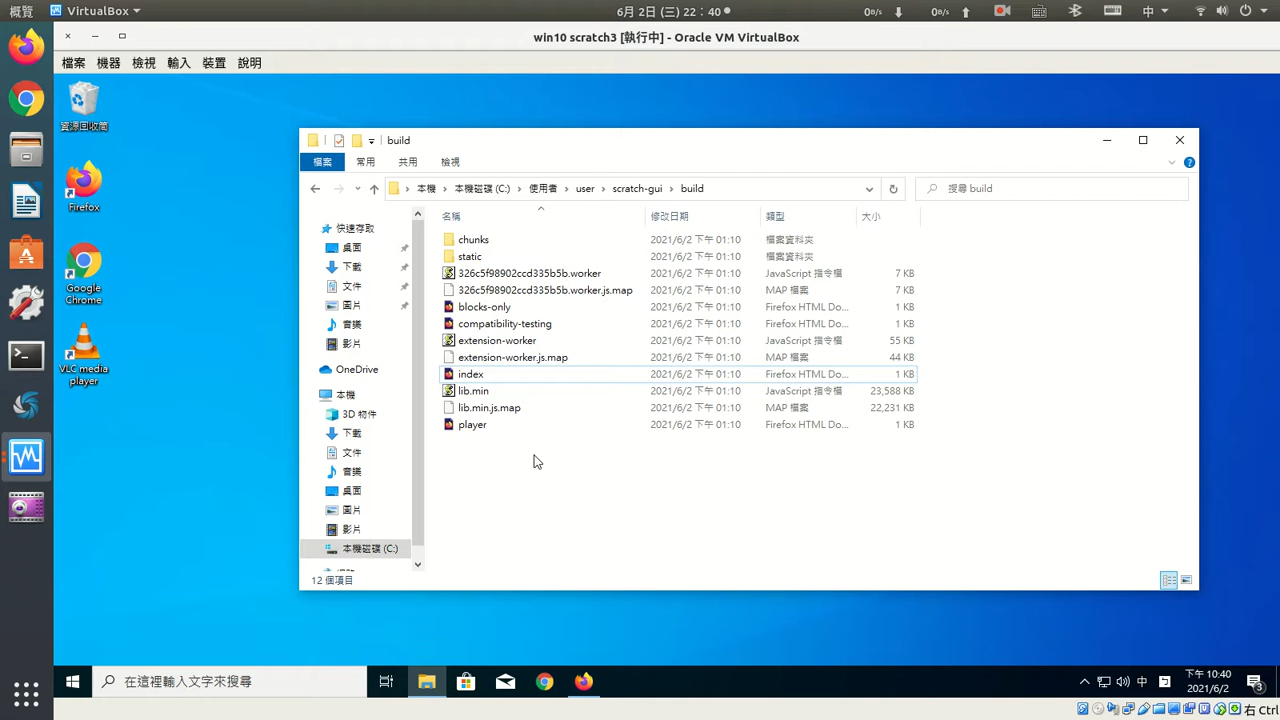 概覽 VirtualBox 6月 2日 (三) 22：40 0B/s 0B/s 中
win10 scratch3 [執行中] - Oracle VM VirtualBox
檔案 機器 檢視 輸入 裝置 說明
資源回收筒
Firefox
Google Chrome
VLC media player
build
檔案 常用 共用 檢視
本機 › 本機磁碟 (C:) › 使用者 › user › scratch-gui › build 搜尋 build
名稱 修改日期 類型 大小
chunks 2021/6/2 下午 01:10 檔案資料夾
static 2021/6/2 下午 01:10 檔案資料夾
326c5f98902ccd335b5b.worker 2021/6/2 下午 01:10 JavaScript 指令檔 7 KB
326c5f98902ccd335b5b.worker.js.map 2021/6/2 下午 01:10 MAP 檔案 7 KB
blocks-only 2021/6/2 下午 01:10 Firefox HTML Do... 1 KB
compatibility-testing 2021/6/2 下午 01:10 Firefox HTML Do... 1 KB
extension-worker 2021/6/2 下午 01:10 JavaScript 指令檔 55 KB
extension-worker.js.map 2021/6/2 下午 01:10 MAP 檔案 44 KB
index 2021/6/2 下午 01:10 Firefox HTML Do... 1 KB
lib.min 2021/6/2 下午 01:10 JavaScript 指令檔 23,588 KB
lib.min.js.map 2021/6/2 下午 01:10 MAP 檔案 22,231 KB
player 2021/6/2 下午 01:10 Firefox HTML Do... 1 KB
快速存取
桌面
下載
文件
圖片
音樂
影片
OneDrive
本機
3D 物件
下載
文件
音樂
桌面
圖片
影片
本機磁碟 (C:)
12 個項目
在這裡輸入文字來搜尋
中
下午 10:40
2021/6/2
3
右 Ctrl